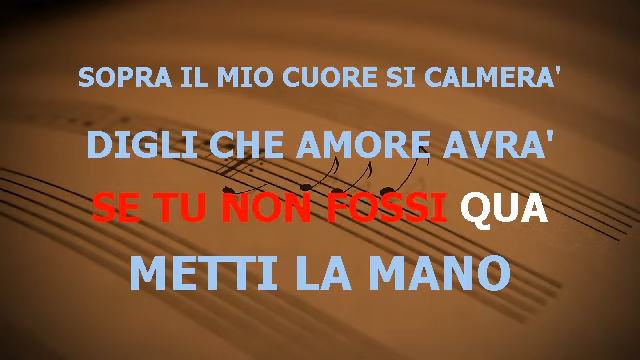 SOPRA IL MIO CUORE SI CALMERA'
DIGLI CHE AMORE AVRA'
SE TU NON FOSSI QUA
METTI LA MANO